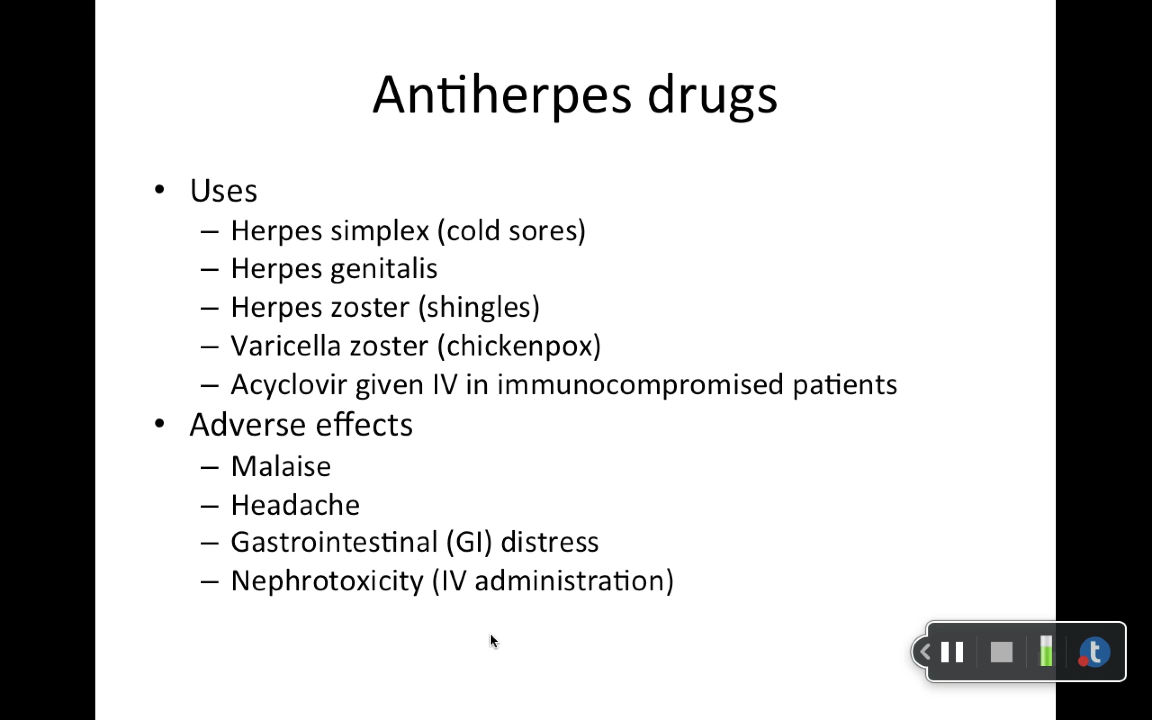 Antiherpes drugs
• Uses
– Herpes simplex (cold sores)
– Herpes genitalis
– Herpes zoster (shingles)
– Varicella zoster (chickenpox)
– Acyclovir given IV in immunocompromised patients
• Adverse effects
– Malaise
– Headache
– Gastrointestinal (GI) distress
– Nephrotoxicity (IV administration)
t